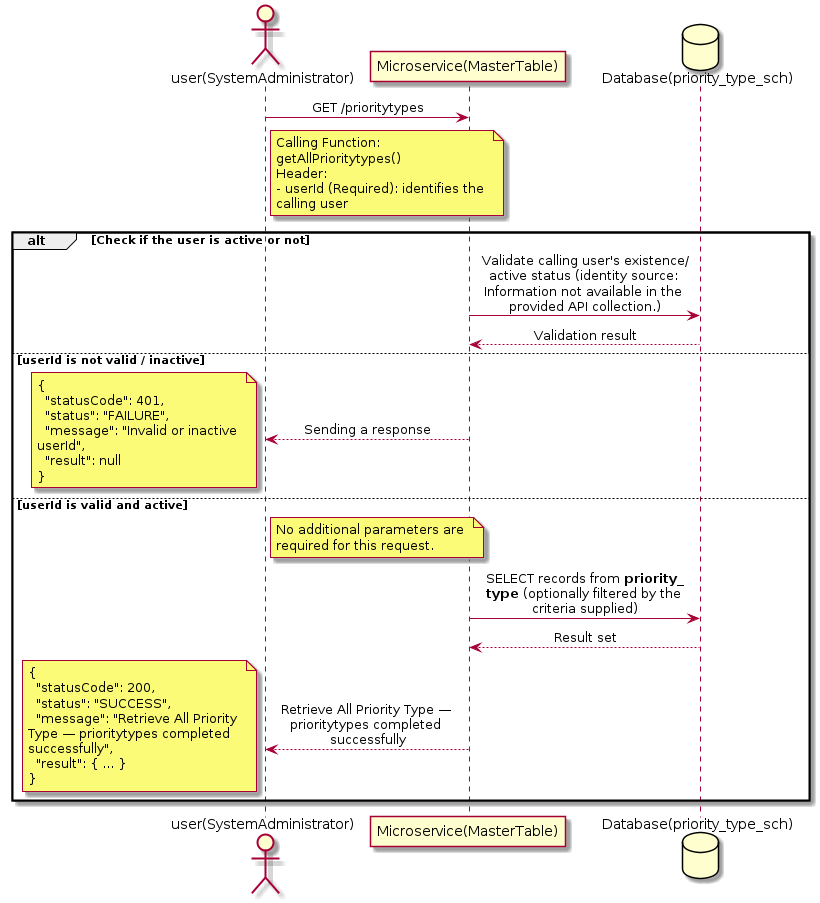 user(SystemAdministrator)
Microservice(MasterTable)
Database(priority_type_sch)
GET /prioritytypes
Calling Function:
getAllPrioritytypes()
Header:
- userId (Required): identifies the
calling user
alt
[Check if the user is active or not]
Validate calling user's existence/
active status (identity source:
Information not available in the
provided API collection.)
Validation result
[userId is not valid / inactive]
{
"statusCode": 401,
"status": "FAILURE",
"message": "Invalid or inactive
userId",
"result": null
}
Sending a response
[userId is valid and active]
No additional parameters are
required for this request.
SELECT records from priority_
type (optionally filtered by the
criteria supplied)
Result set
{
"statusCode": 200,
"status": "SUCCESS",
"message": "Retrieve All Priority
Type — prioritytypes completed
successfully",
"result": { ... }
}
Retrieve All Priority Type —
prioritytypes completed
successfully
user(SystemAdministrator)
Microservice(MasterTable)
Database(priority_type_sch)